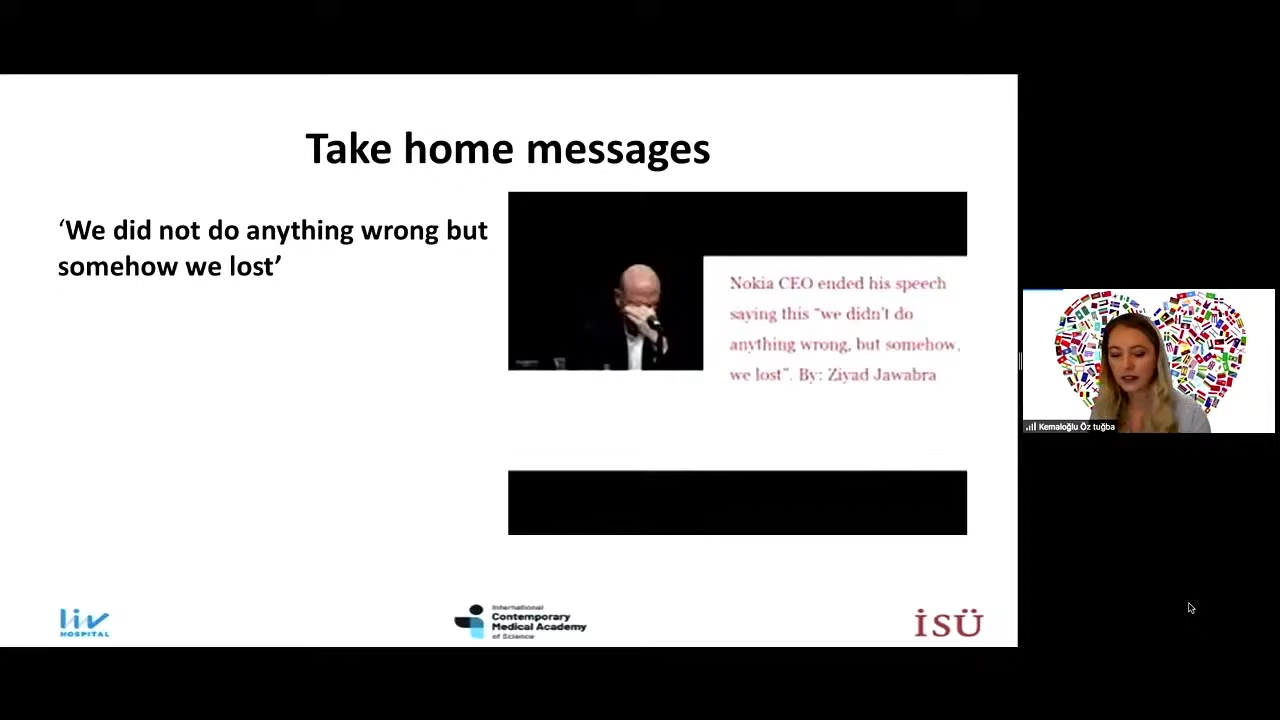 Take home messages
‘We did not do anything wrong but
somehow we lost’
Nokia CEO ended his speech
saying this "we didn't do
anything wrong, but somehow,
we lost". By: Ziyad Jawabra
Kemaloğlu Öz tuğba
liv
HOSPITAL
International
Contemporary
Medical Academy
of Science
İSÜ